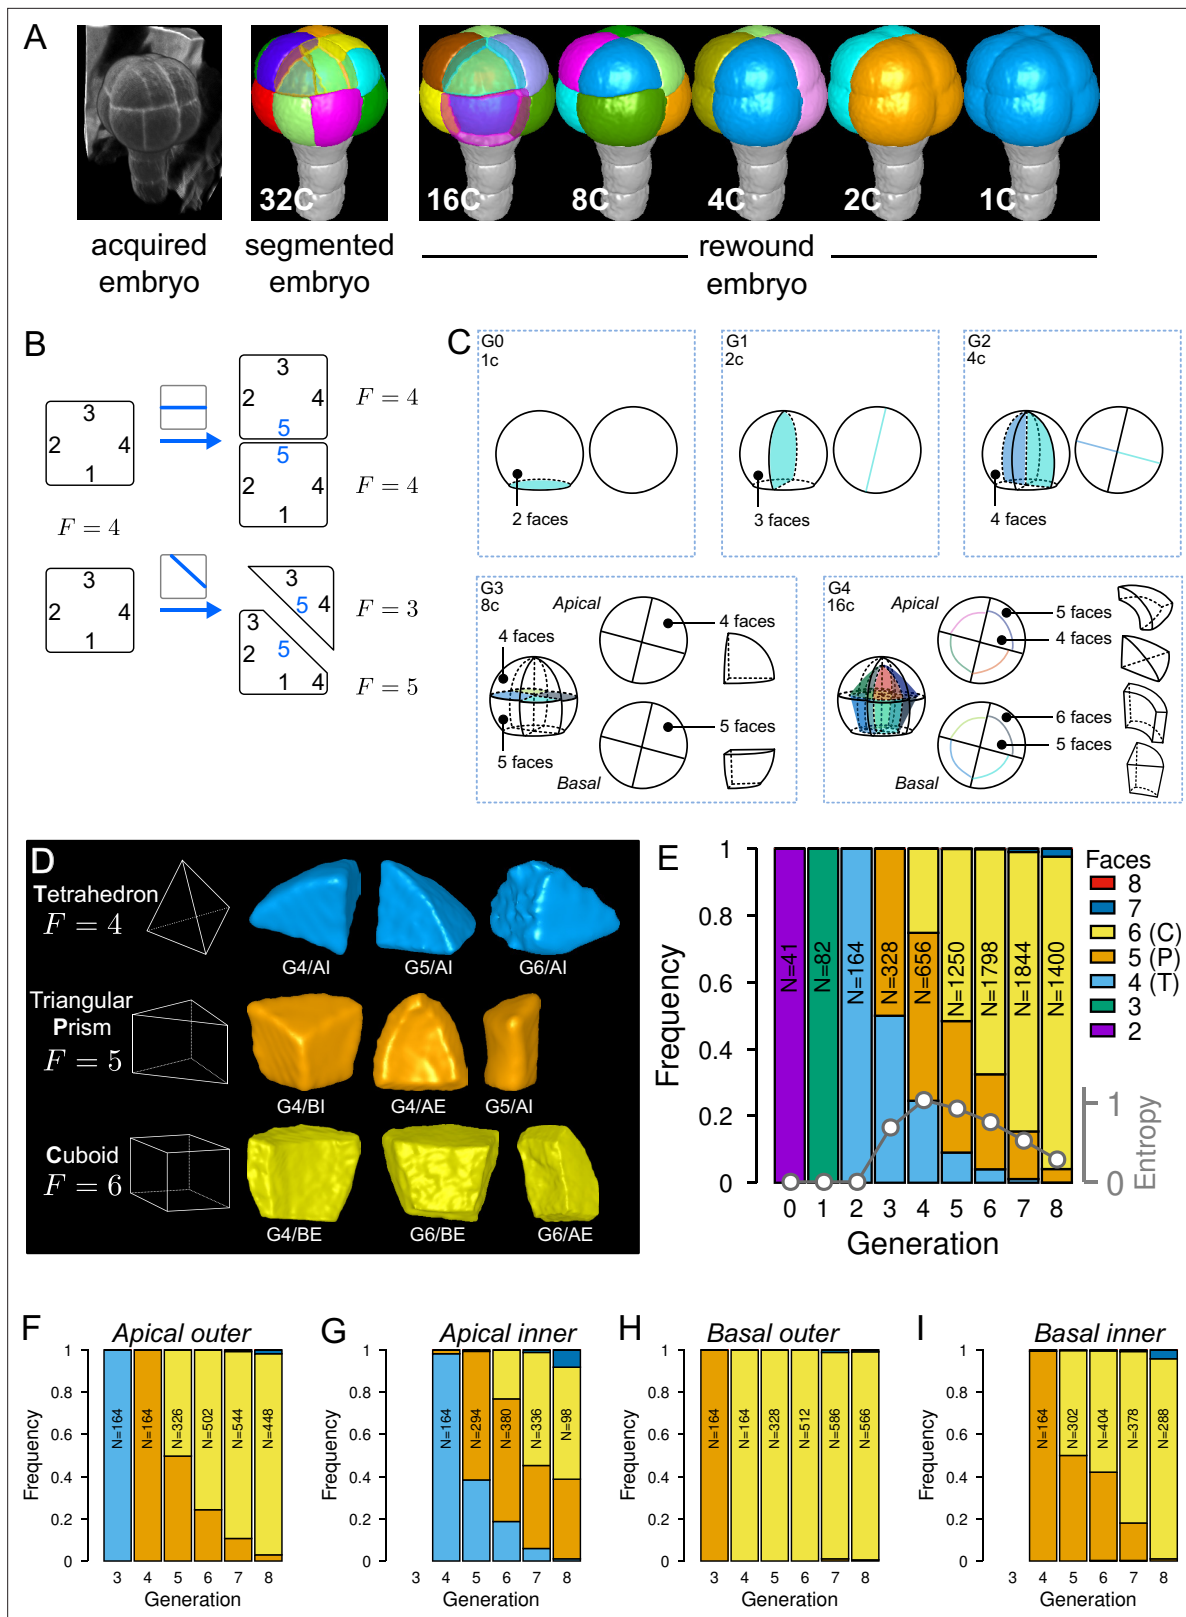 A
32C
16C
8C
4C
2C
1C
acquired
embryo
segmented
embryo
rewound
embryo
B
3
2 4
1
F = 4
3
2 4
5
F = 4
5
2 4
1
F = 4
3
2 4
1
3
5 4
F = 3
3
2 5
1 4
F = 5
C
G0
1c
2 faces
G1
2c
3 faces
G2
4c
4 faces
G3
8c
Apical
4 faces
4 faces
5 faces
5 faces
Basal
G4
16c
Apical
5 faces
4 faces
6 faces
5 faces
Basal
D
Tetrahedron
F = 4
G4/AI
G5/AI
G6/AI
Triangular
Prism
F = 5
G4/BI
G4/AE
G5/AI
Cuboid
F = 6
G4/BE
G6/BE
G6/AE
E
Frequency
1
0.8
0.6
0.4
0.2
0
N=41
N=82
N=164
N=328
N=656
N=1250
N=1798
N=1844
N=1400
0 1 2 3 4 5 6 7 8
Generation
Faces
8
7
6 (C)
5 (P)
4 (T)
3
2
1
0
Entropy
F
Apical outer
Frequency
1
0.8
0.6
0.4
0.2
0
N=164
N=164
N=326
N=502
N=544
N=448
3 4 5 6 7 8
Generation
G
Apical inner
Frequency
1
0.8
0.6
0.4
0.2
0
N=164
N=294
N=380
N=336
N=98
3 4 5 6 7 8
Generation
H
Basal outer
Frequency
1
0.8
0.6
0.4
0.2
0
N=164
N=164
N=328
N=512
N=586
N=566
3 4 5 6 7 8
Generation
I
Basal inner
Frequency
1
0.8
0.6
0.4
0.2
0
N=164
N=302
N=404
N=378
N=288
3 4 5 6 7 8
Generation